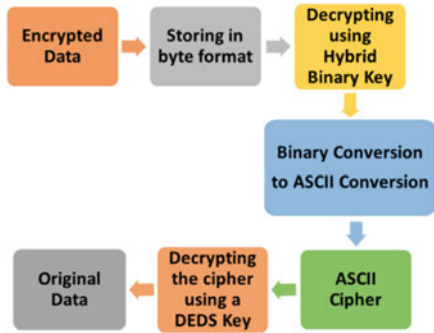 Encrypted
Data
Storing in
byte format
Decrypting
using
Hybrid
Binary Key
Binary Conversion
to ASCII Conversion
ASCII
Cipher
Decrypting
the cipher
using a
DEDS Key
Original
Data